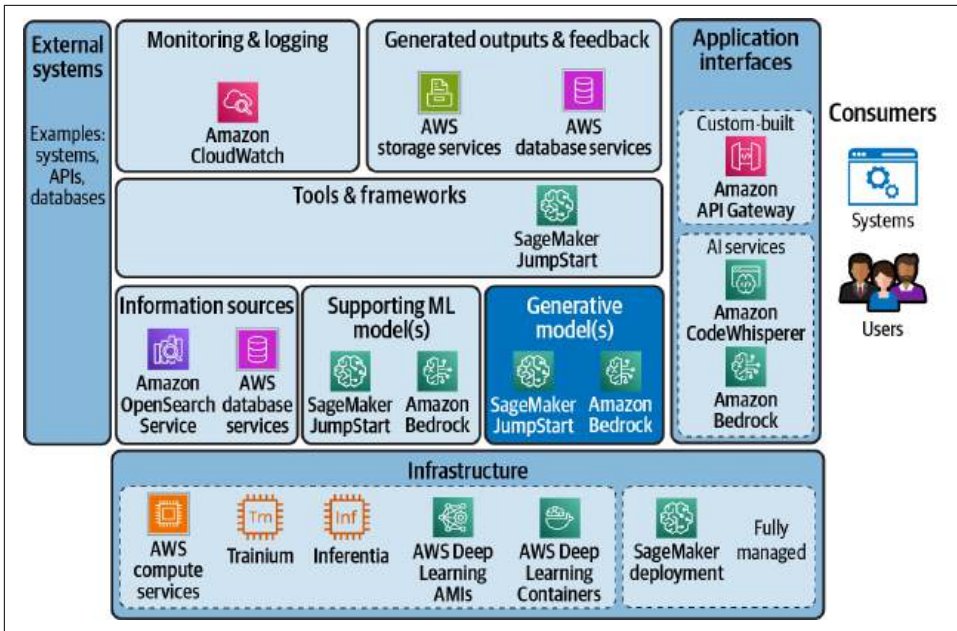 External
systems
Examples:
systems,
APIs,
databases
Monitoring & logging
Amazon
CloudWatch
Generated outputs & feedback
AWS
storage services
AWS
database services
Tools & frameworks
SageMaker
JumpStart
Information sources
Amazon
OpenSearch
Service
AWS
database
services
Supporting ML
model(s)
SageMaker
JumpStart
Amazon
Bedrock
Generative
model(s)
SageMaker
JumpStart
Amazon
Bedrock
Application
interfaces
Custom-built
Amazon
API Gateway
AI services
Amazon
CodeWhisperer
Amazon
Bedrock
Consumers
Systems
Users
Infrastructure
AWS
compute
services
Tm
Trainium
Inf
Inferentia
AWS Deep
Learning
AMIs
AWS Deep
Learning
Containers
SageMaker
deployment
Fully
managed